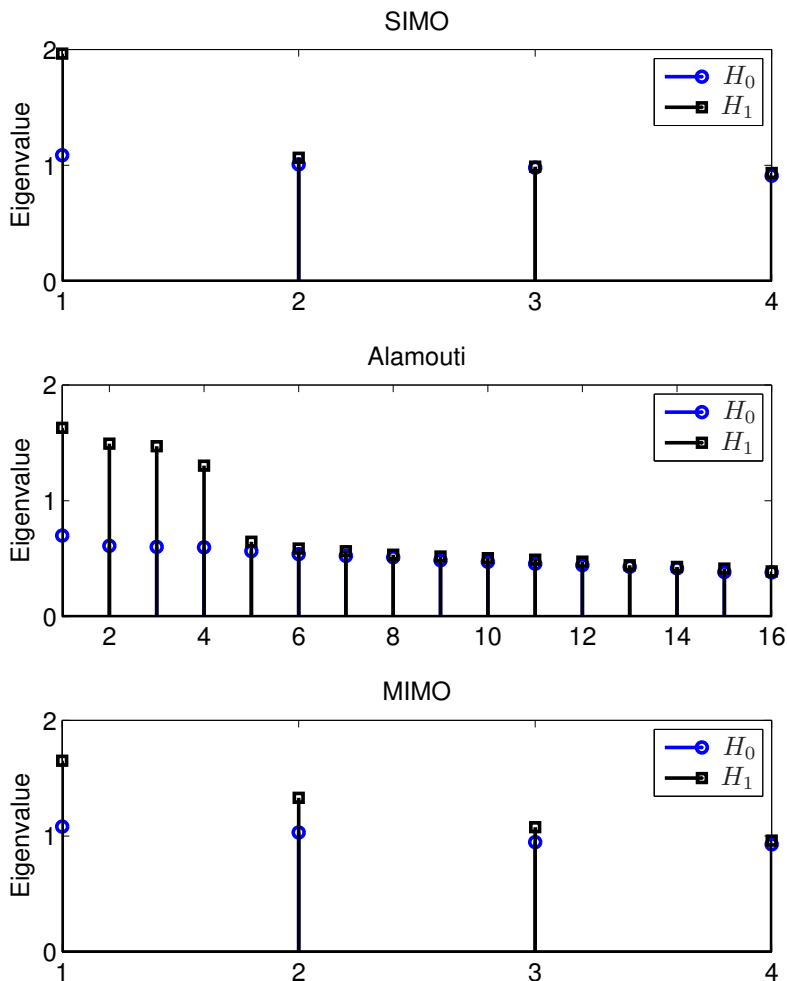 SIMO
Eigenvalue
2
1
0
H0
H1
1 2 3 4
Alamouti
Eigenvalue
2
1
0
H0
H1
2 4 6 8 10 12 14 16
MIMO
Eigenvalue
2
1
0
H0
H1
1 2 3 4